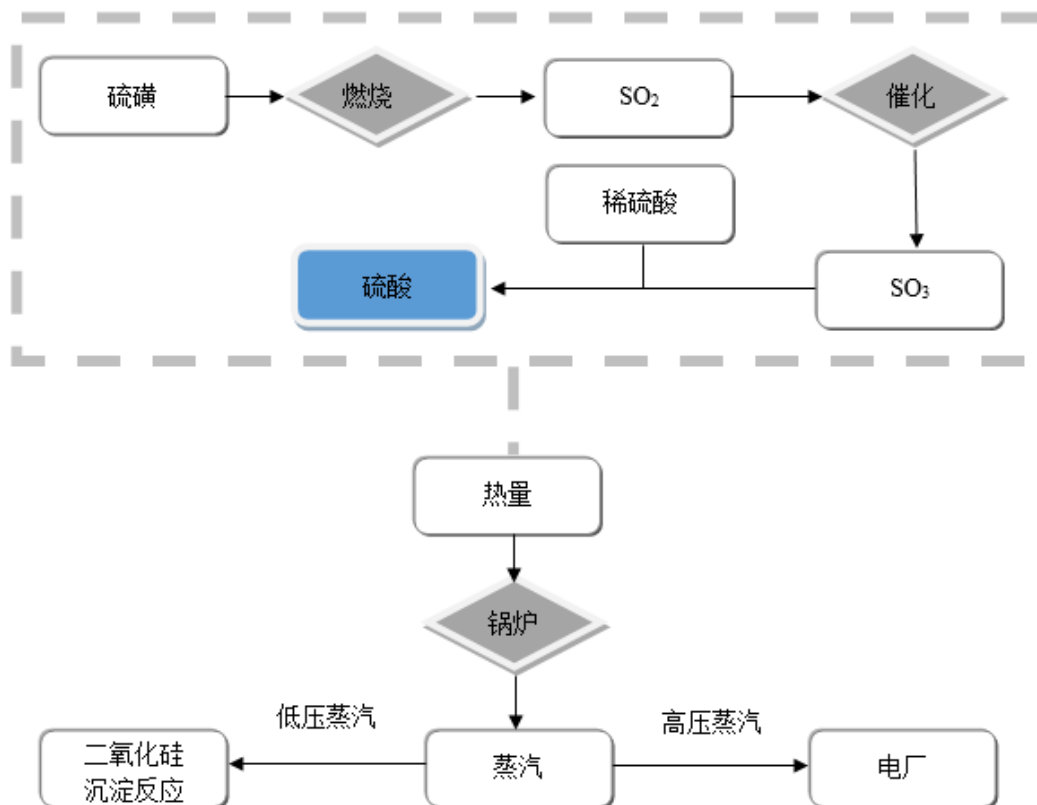 硫磺
燃烧
SO₂
催化
稀硫酸
硫酸
SO₃
热量
锅炉
低压蒸汽
高压蒸汽
二氧化硅
沉淀反应
蒸汽
电厂